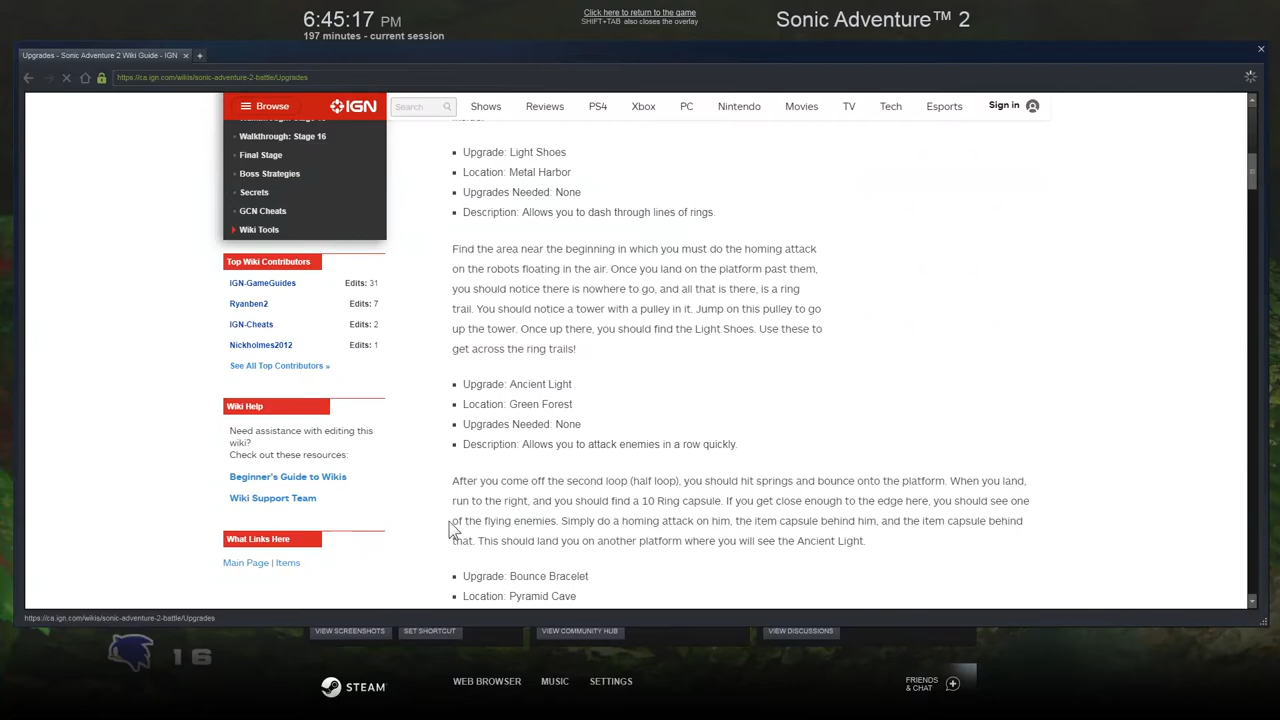 6:45:17 PM
197 minutes - current session
Click here to return to the game
SHIFT+TAB also closes the overlay
Sonic Adventure™ 2
Upgrades - Sonic Adventure 2 Wiki Guide - IGN
https://ca.ign.com/wikis/sonic-adventure-2-battle/Upgrades
Browse
IGN
Search
Shows
Reviews
PS4
Xbox
PC
Nintendo
Movies
TV
Tech
Esports
Sign in
Walkthrough: Stage 16
Final Stage
Boss Strategies
Secrets
GCN Cheats
Wiki Tools
Top Wiki Contributors
IGN-GameGuides Edits: 31
Ryanben2 Edits: 7
IGN-Cheats Edits: 2
Nickholmes2012 Edits: 1
See All Top Contributors »
Wiki Help
Need assistance with editing this
wiki?
Check out these resources:
Beginner's Guide to Wikis
Wiki Support Team
What Links Here
Main Page | Items
Upgrade: Light Shoes
Location: Metal Harbor
Upgrades Needed: None
Description: Allows you to dash through lines of rings.
Find the area near the beginning in which you must do the homing attack
on the robots floating in the air. Once you land on the platform past them,
you should notice there is nowhere to go, and all that is there, is a ring
trail. You should notice a tower with a pulley in it. Jump on this pulley to go
up the tower. Once up there, you should find the Light Shoes. Use these to
get across the ring trails!
Upgrade: Ancient Light
Location: Green Forest
Upgrades Needed: None
Description: Allows you to attack enemies in a row quickly.
After you come off the second loop (half loop), you should hit springs and bounce onto the platform. When you land,
run to the right, and you should find a 10 Ring capsule. If you get close enough to the edge here, you should see one
of the flying enemies. Simply do a homing attack on him, the item capsule behind him, and the item capsule behind
that. This should land you on another platform where you will see the Ancient Light.
Upgrade: Bounce Bracelet
Location: Pyramid Cave
https://ca.ign.com/wikis/sonic-adventure-2-battle/Upgrades
VIEW SCREENSHOTS
SET SHORTCUT
VIEW COMMUNITY HUB
VIEW DISCUSSIONS
16
STEAM
WEB BROWSER
MUSIC
SETTINGS
FRIENDS
& CHAT